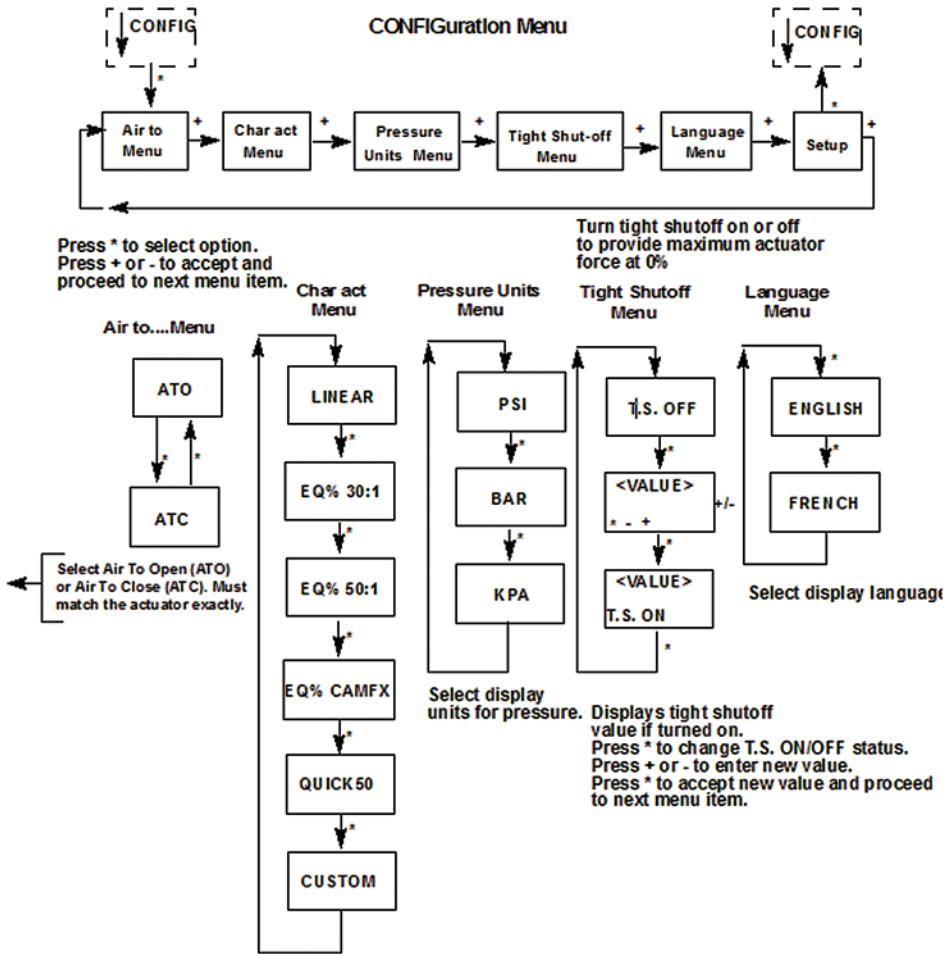 CONFIG
CONFIGuration Menu
CONFIG
*
*
Air to
Menu
+
Char act
Menu
+
Pressure
Units Menu
+
Tight Shut-off
Menu
+
Language
Menu
+
Setup
+
Press * to select option.
Press + or - to accept and
proceed to next menu item.
Turn tight shutoff on or off
to provide maximum actuator
force at 0%
Air to....Menu
ATO
*
*
ATC
Select Air To Open (ATO)
or Air To Close (ATC). Must
match the actuator exactly.
Char act
Menu
LINEAR
*
EQ% 30:1
*
EQ% 50:1
*
EQ% CAMFX
*
QUICK50
*
CUSTOM
Pressure Units
Menu
PSI
*
BAR
*
KPA
Select display
units for pressure.
Tight Shutoff
Menu
T.S. OFF
*
<VALUE>
* - +
+/-
*
<VALUE>
T.S. ON
*
Displays tight shutoff
value if turned on.
Press * to change T.S. ON/OFF status.
Press + or - to enter new value.
Press * to accept new value and proceed
to next menu item.
Language
Menu
*
ENGLISH
*
FRENCH
Select display language